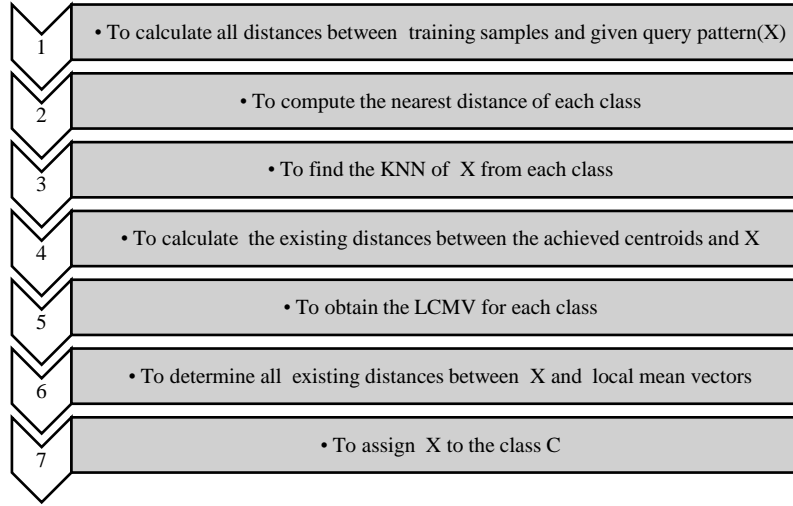 1
• To calculate all distances between training samples and given query pattern(X)
2
• To compute the nearest distance of each class
3
• To find the KNN of X from each class
4
• To calculate the existing distances between the achieved centroids and X
5
• To obtain the LCMV for each class
6
• To determine all existing distances between X and local mean vectors
7
• To assign X to the class C